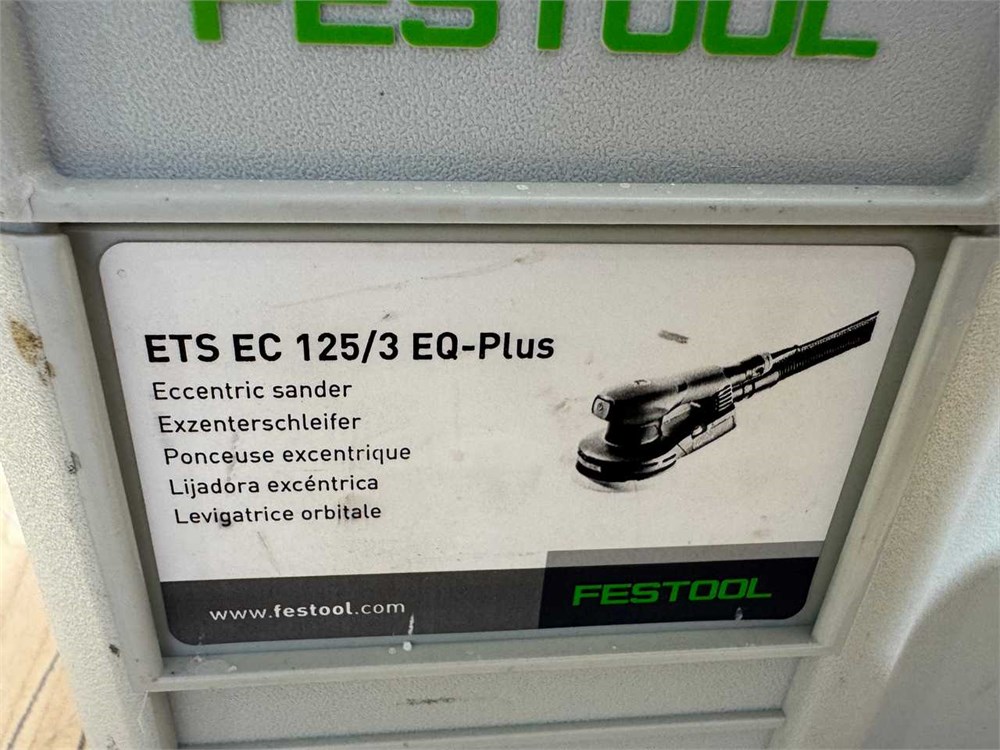 FESTOOL
ETS EC 125/3 EQ-Plus
Eccentric sander
Exzenterschleifer
Ponceuse excentrique
Lijadora excéntrica
Levigatrice orbitale
www.festool.com
FESTOOL